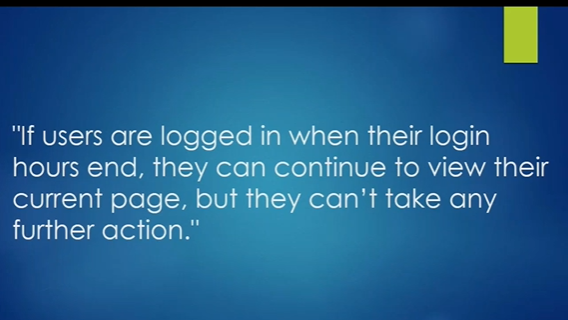 "If users are logged in when their login
hours end, they can continue to view their
current page, but they can’t take any
further action."